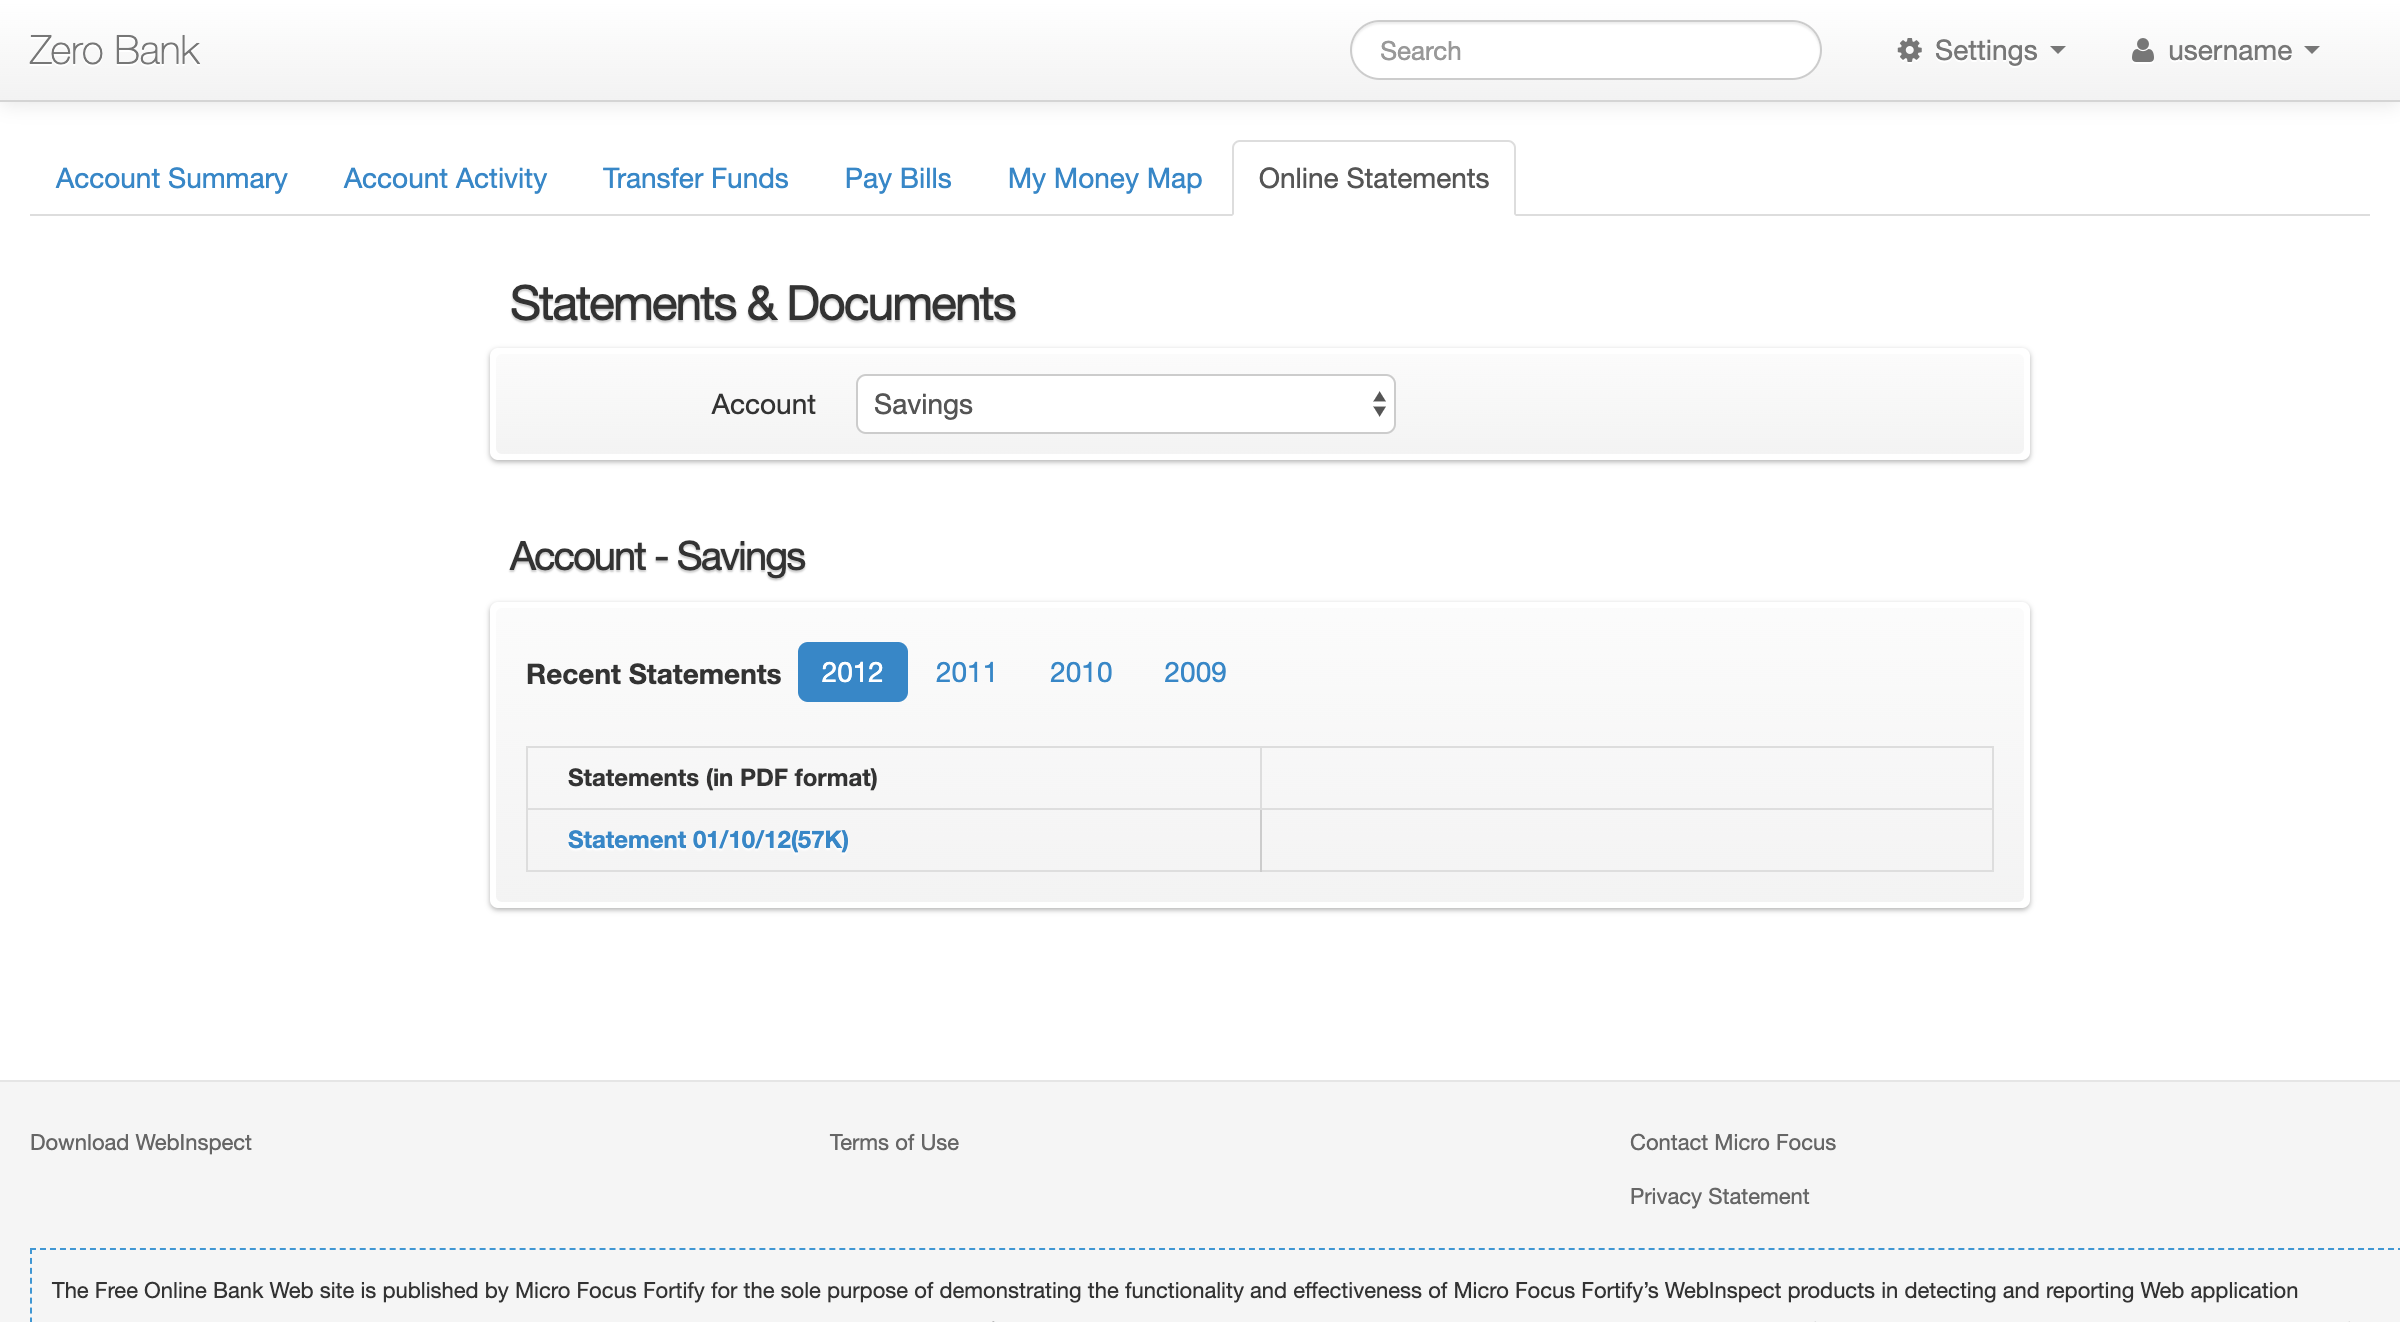 Zero Bank
Search
Settings
username
Account Summary
Account Activity
Transfer Funds
Pay Bills
My Money Map
Online Statements
Statements & Documents
Account
Savings
Account - Savings
Recent Statements
2012
2011
2010
2009
Statements (in PDF format)
Statement 01/10/12(57K)
Download WebInspect
Terms of Use
Contact Micro Focus
Privacy Statement
The Free Online Bank Web site is published by Micro Focus Fortify for the sole purpose of demonstrating the functionality and effectiveness of Micro Focus Fortify’s WebInspect products in detecting and reporting Web application